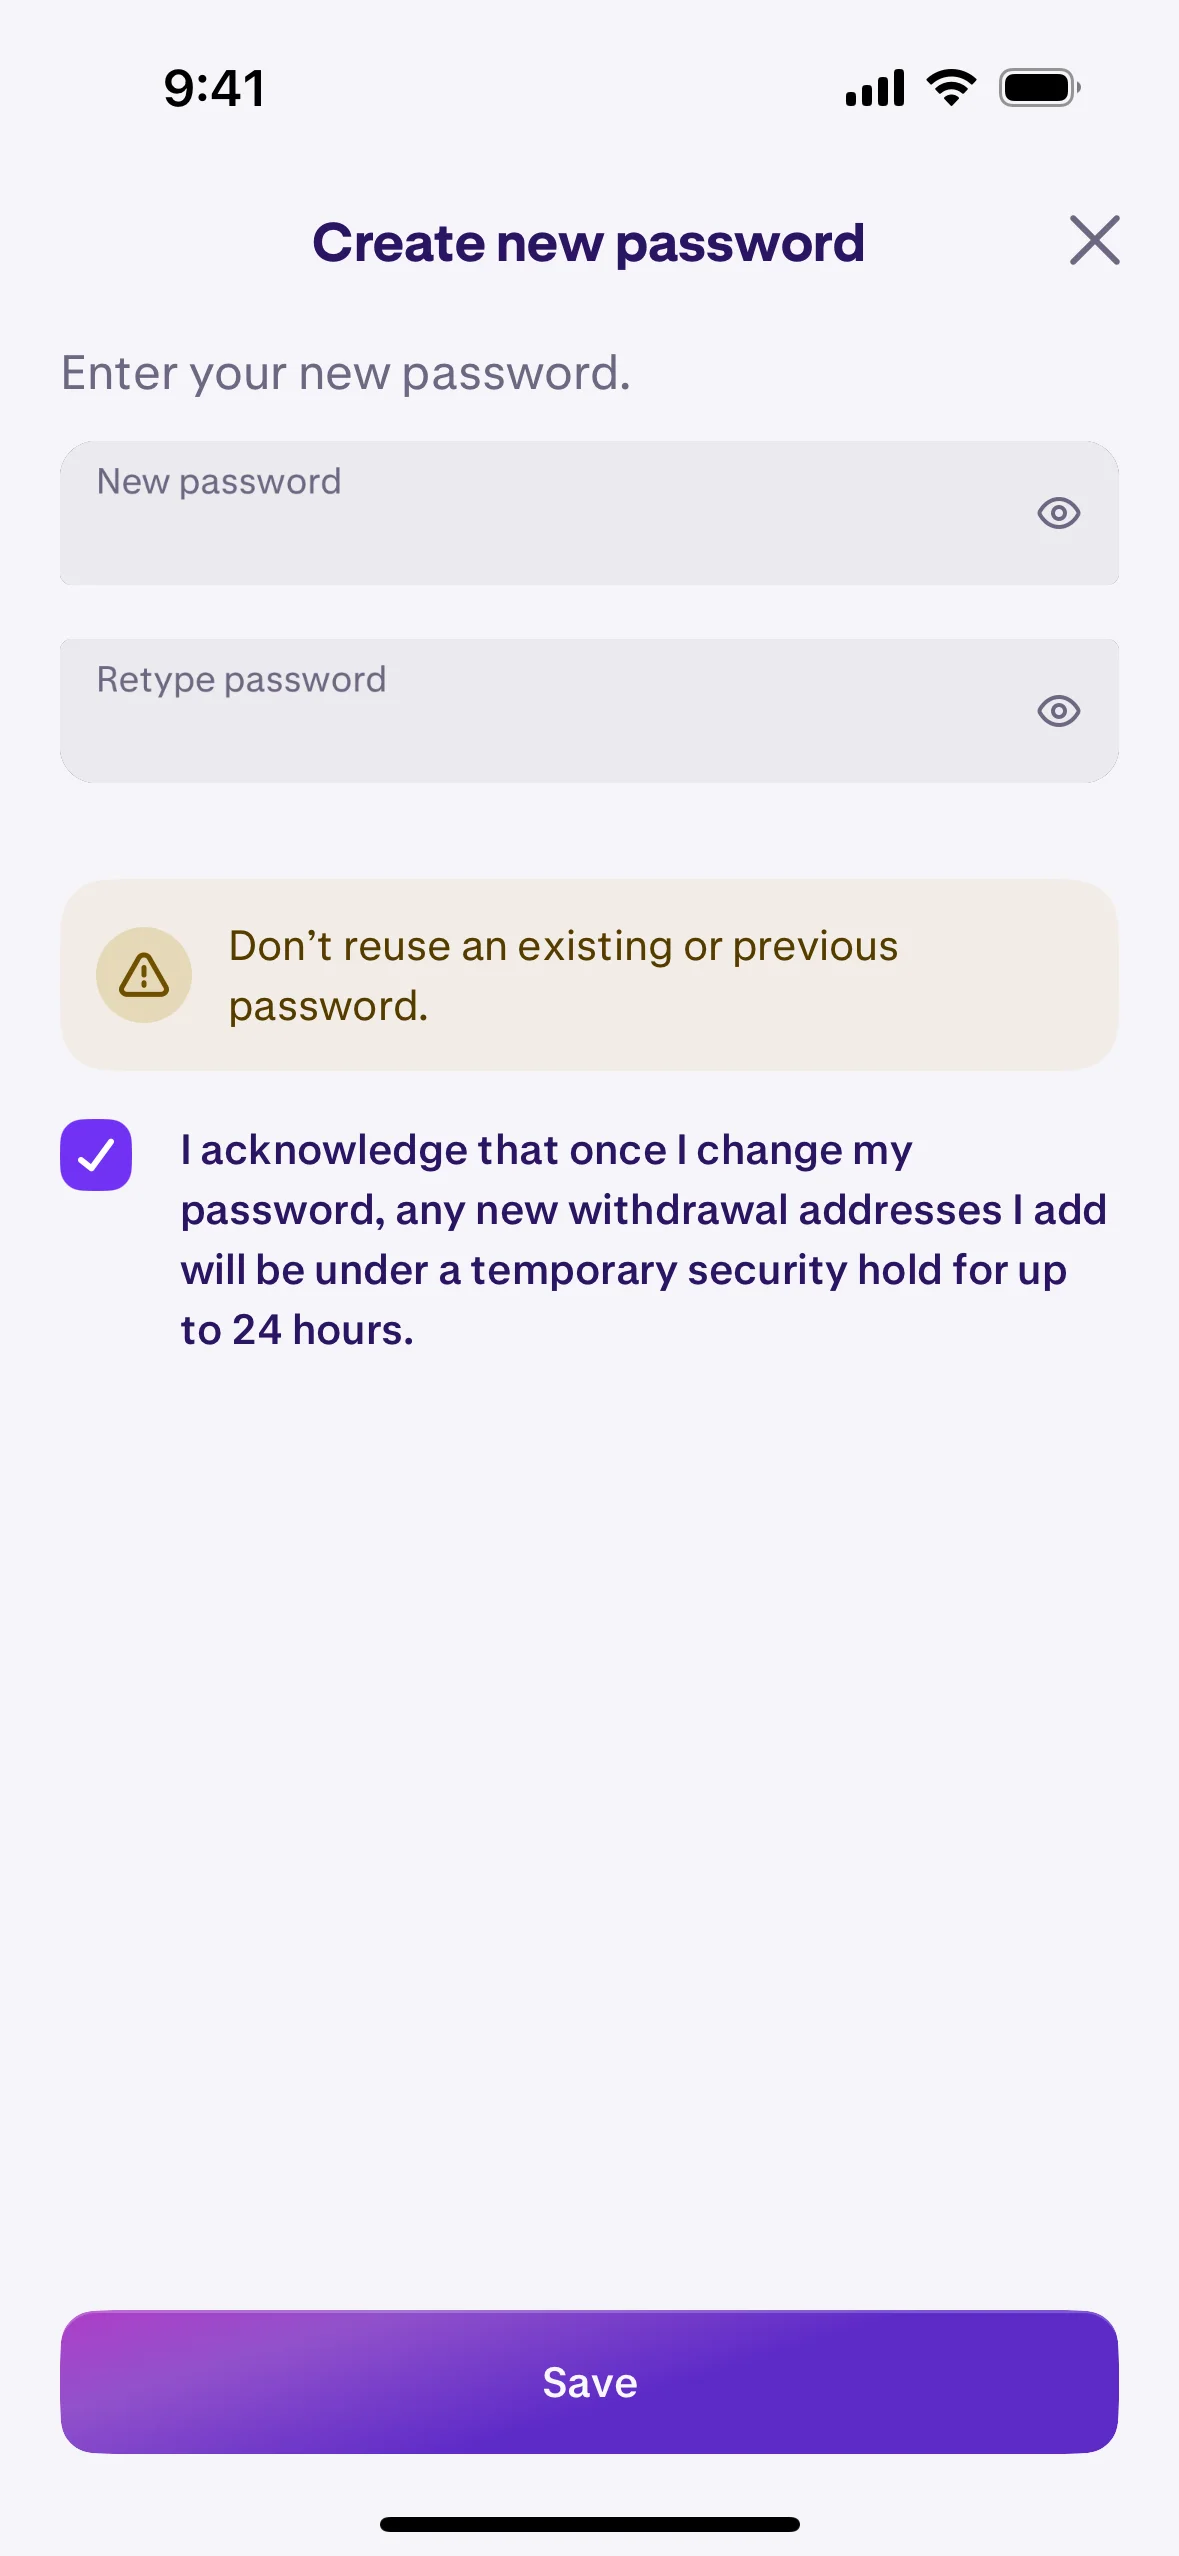 9:41
Create new password
Enter your new password.
New password
Retype password
Don’t reuse an existing or previous
password.
I acknowledge that once I change my
password, any new withdrawal addresses I add
will be under a temporary security hold for up
to 24 hours.
Save